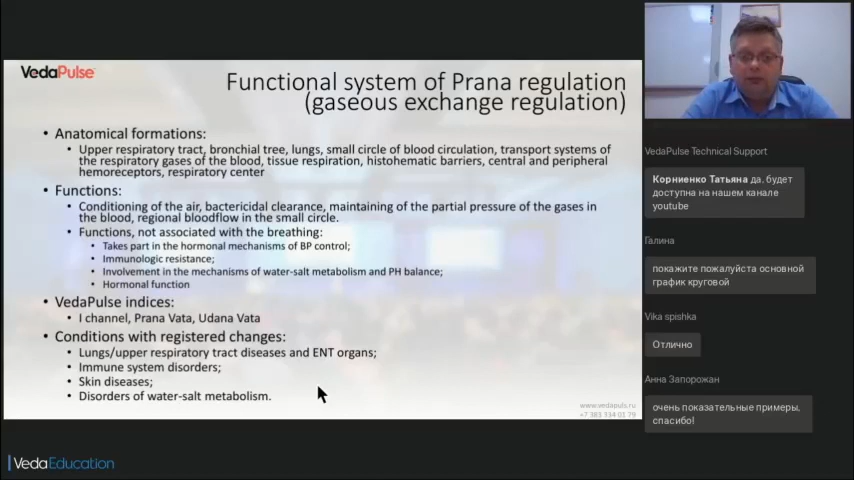 VedaPulse
Functional system of Prana regulation
(gaseous exchange regulation)
• Anatomical formations:
• Upper respiratory tract, bronchial tree, lungs, small circle of blood circulation, transport systems of
the respiratory gases of the blood, tissue respiration, histohematic barriers, central and peripheral
hemoreceptors, respiratory center
• Functions:
• Conditioning of the air, bactericidal clearance, maintaining of the partial pressure of the gases in
the blood, regional bloodflow in the small circle.
• Functions, not associated with the breathing:
• Takes part in the hormonal mechanisms of BP control;
• Immunologic resistance;
• Involvement in the mechanisms of water-salt metabolism and PH balance;
• Hormonal function
• VedaPulse indices:
• I channel, Prana Vata, Udana Vata
• Conditions with registered changes:
• Lungs/upper respiratory tract diseases and ENT organs;
• Immune system disorders;
• Skin diseases;
• Disorders of water-salt metabolism.
www.vedapuls.ru
+7 383 334 01 79
VedaEducation
VedaPulse Technical Support
Корниенко Татьяна да, будет
доступна на нашем канале
youtube
Галина
покажите пожалуйста основной
график круговой
Vika spishka
Отлично
Анна Запорожан
очень показательные примеры,
спасибо!